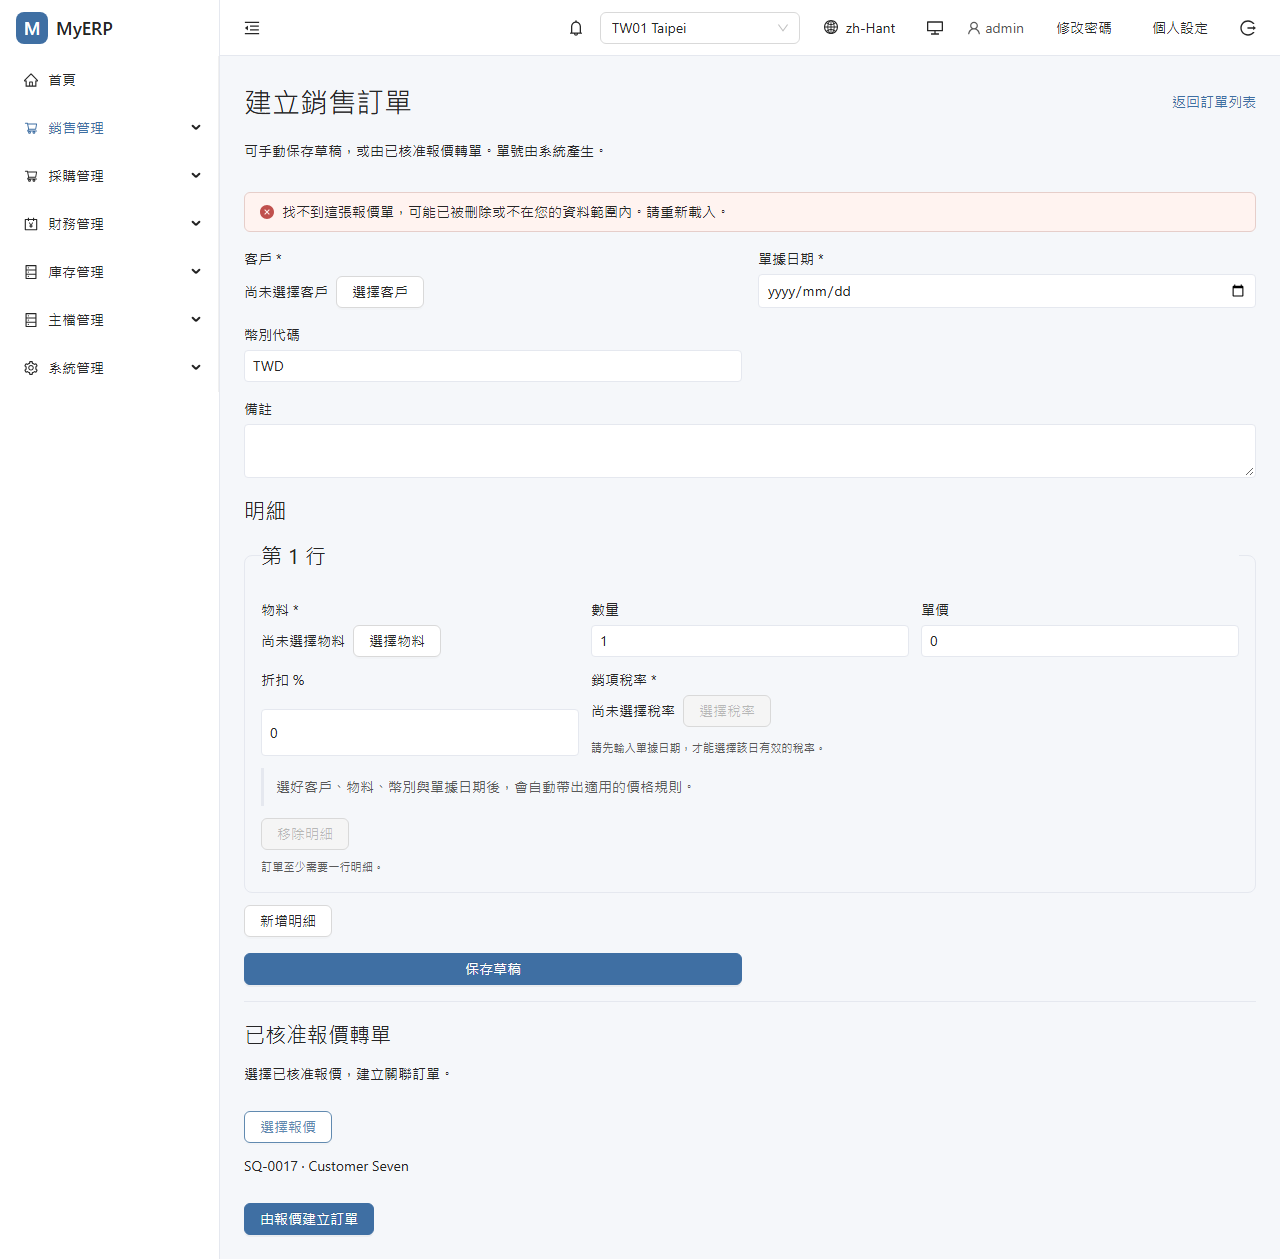 M MyERP
TW01 Taipei
zh-Hant
admin
修改密碼
個人設定
首頁
銷售管理
採購管理
財務管理
庫存管理
主檔管理
系統管理
建立銷售訂單
返回訂單列表
可手動保存草稿，或由已核准報價轉單。單號由系統產生。
找不到這張報價單，可能已被刪除或不在您的資料範圍內。請重新載入。
客戶 *
單據日期 *
尚未選擇客戶 選擇客戶
yyyy/mm/dd
幣別代碼
TWD
備註
明細
第 1 行
物料 *
數量
單價
尚未選擇物料 選擇物料
1
0
折扣 %
銷項稅率 *
尚未選擇稅率 選擇稅率
0
請先輸入單據日期，才能選擇該日有效的稅率。
選好客戶、物料、幣別與單據日期後，會自動帶出適用的價格規則。
移除明細
訂單至少需要一行明細。
新增明細
保存草稿
已核准報價轉單
選擇已核准報價，建立關聯訂單。
選擇報價
SQ-0017 · Customer Seven
由報價建立訂單